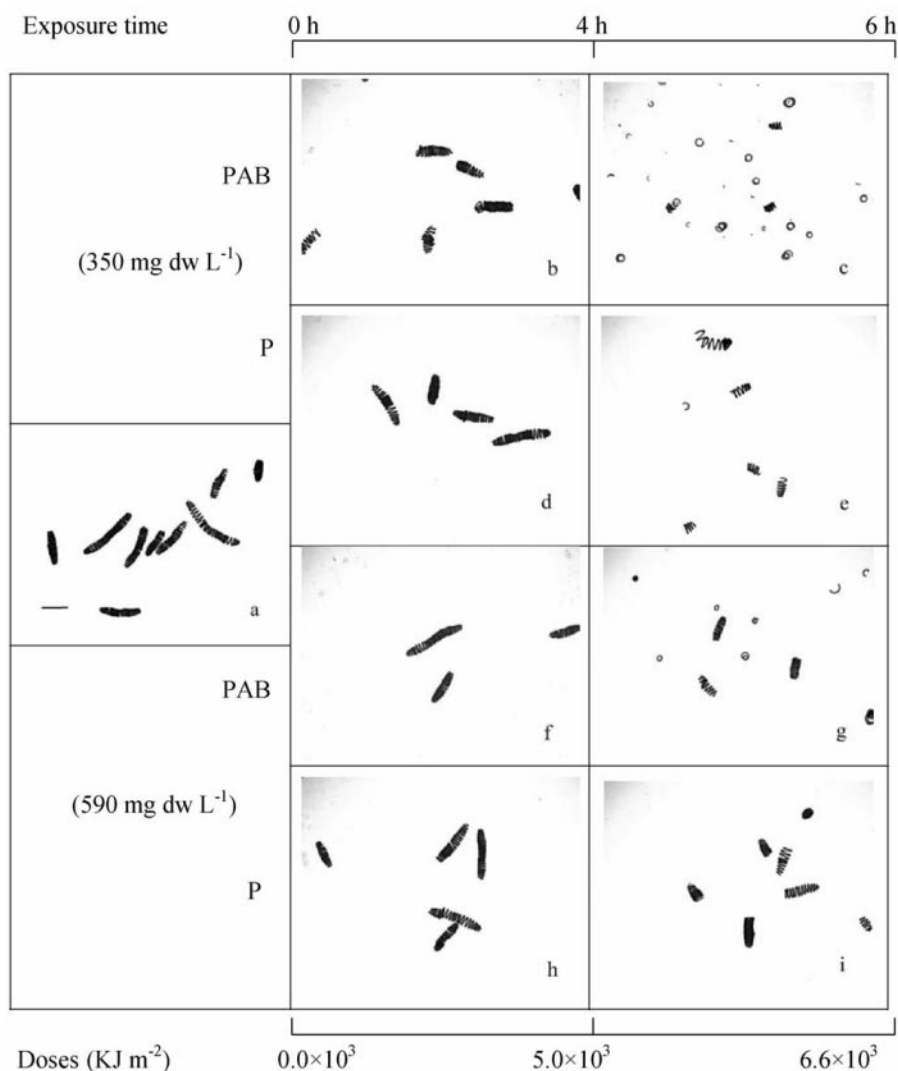 Exposure time 0 h 4 h 6 h
PAB
b
c
(350 mg dw L⁻¹)
P
d
e
a
PAB
f
g
(590 mg dw L⁻¹)
P
h
i
Doses (KJ m⁻²) 0.0×10³ 5.0×10³ 6.6×10³